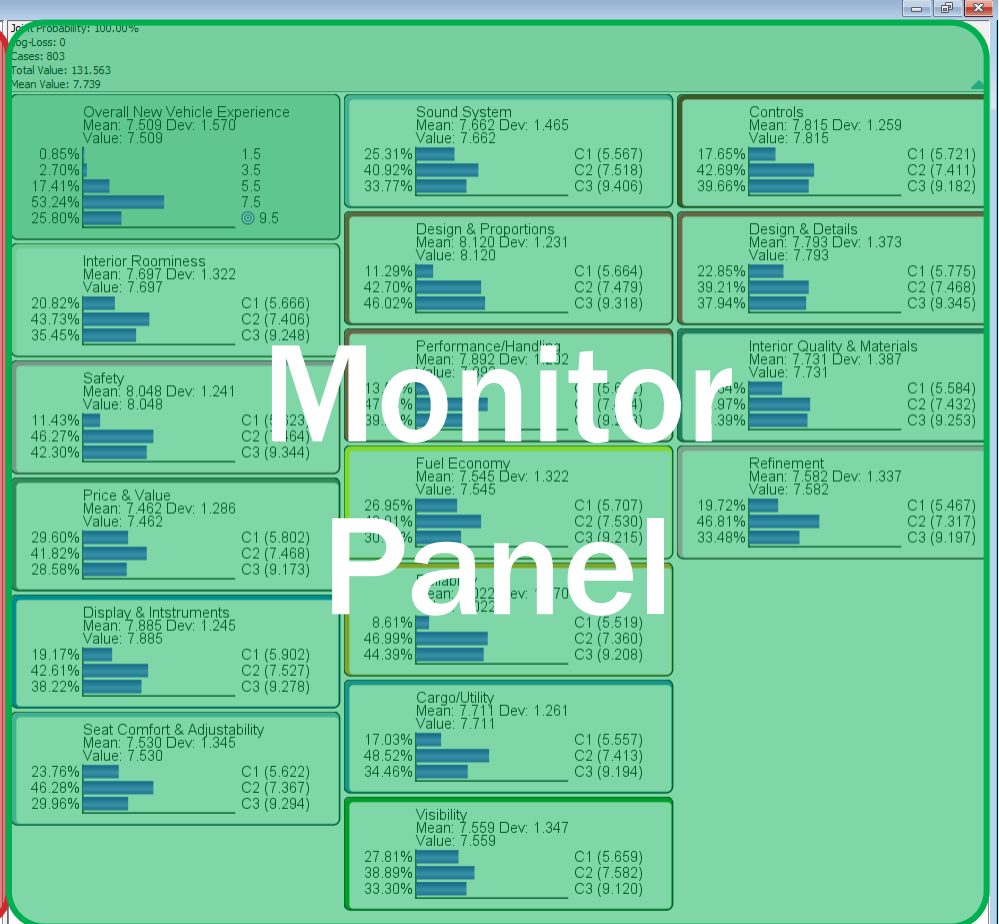 Joint Probability: 100.00%
Log-Loss: 0
Cases: 803
Total Value: 131.563
Mean Value: 7.739
Overall New Vehicle Experience
Mean: 7.509 Dev: 1.570
Value: 7.509
0.85% 1.5
2.70% 3.5
17.41% 5.5
53.24% 7.5
25.80% 9.5
Interior Roominess
Mean: 7.697 Dev: 1.322
Value: 7.697
20.82% C1 (5.666)
43.73% C2 (7.406)
35.45% C3 (9.248)
Safety
Mean: 8.048 Dev: 1.241
Value: 8.048
11.43% C1
46.27%
42.30% C3 (9.344)
Price & Value
Mean: 7.462 Dev: 1.286
Value: 7.462
29.60% C1 (5.802)
41.82% C2 (7.468)
28.58% C3 (9.173)
Display & Intstruments
Mean: 7.885 Dev: 1.245
Value: 7.885
19.17% C1 (5.902)
42.61% C2 (7.527)
38.22% C3 (9.278)
Seat Comfort & Adjustability
Mean: 7.530 Dev: 1.345
Value: 7.530
23.76% C1 (5.622)
46.28% C2 (7.367)
29.96% C3 (9.294)
Sound System
Mean: 7.662 Dev: 1.465
Value: 7.662
25.31% C1 (5.567)
40.92% C2 (7.518)
33.77% C3 (9.406)
Design & Proportions
Mean: 8.120 Dev: 1.231
Value: 8.120
11.29% C1 (5.664)
42.70% C2 (7.479)
46.02% C3 (9.318)
Performance/Handling
Mean: 7.892 Dev:
Monitor
Fuel Economy
Mean: 7.545 Dev: 1.322
Value: 7.545
26.95% C1 (5.707)
C2 (7.530)
C3 (9.215)
Panel
8.61% C1 (5.519)
46.99% C2 (7.360)
44.39% C3 (9.208)
Cargo/Utility
Mean: 7.711 Dev: 1.261
Value: 7.711
17.03% C1 (5.557)
48.52% C2 (7.413)
34.46% C3 (9.194)
Visibility
Mean: 7.559 Dev: 1.347
Value: 7.559
27.81% C1 (5.659)
38.89% C2 (7.582)
33.30% C3 (9.120)
Controls
Mean: 7.815 Dev: 1.259
Value: 7.815
17.65% C1 (5.721)
42.69% C2 (7.411)
39.66% C3 (9.182)
Design & Details
Mean: 7.793 Dev: 1.373
Value: 7.793
22.85% C1 (5.775)
39.21% C2 (7.468)
37.94% C3 (9.345)
Interior Quality & Materials
Mean: 7.731 Dev: 1.387
Value: 7.731
C1 (5.584)
C2 (7.432)
C3 (9.253)
Refinement
Mean: 7.582 Dev: 1.337
Value: 7.582
19.72% C1 (5.467)
46.81% C2 (7.317)
33.48% C3 (9.197)